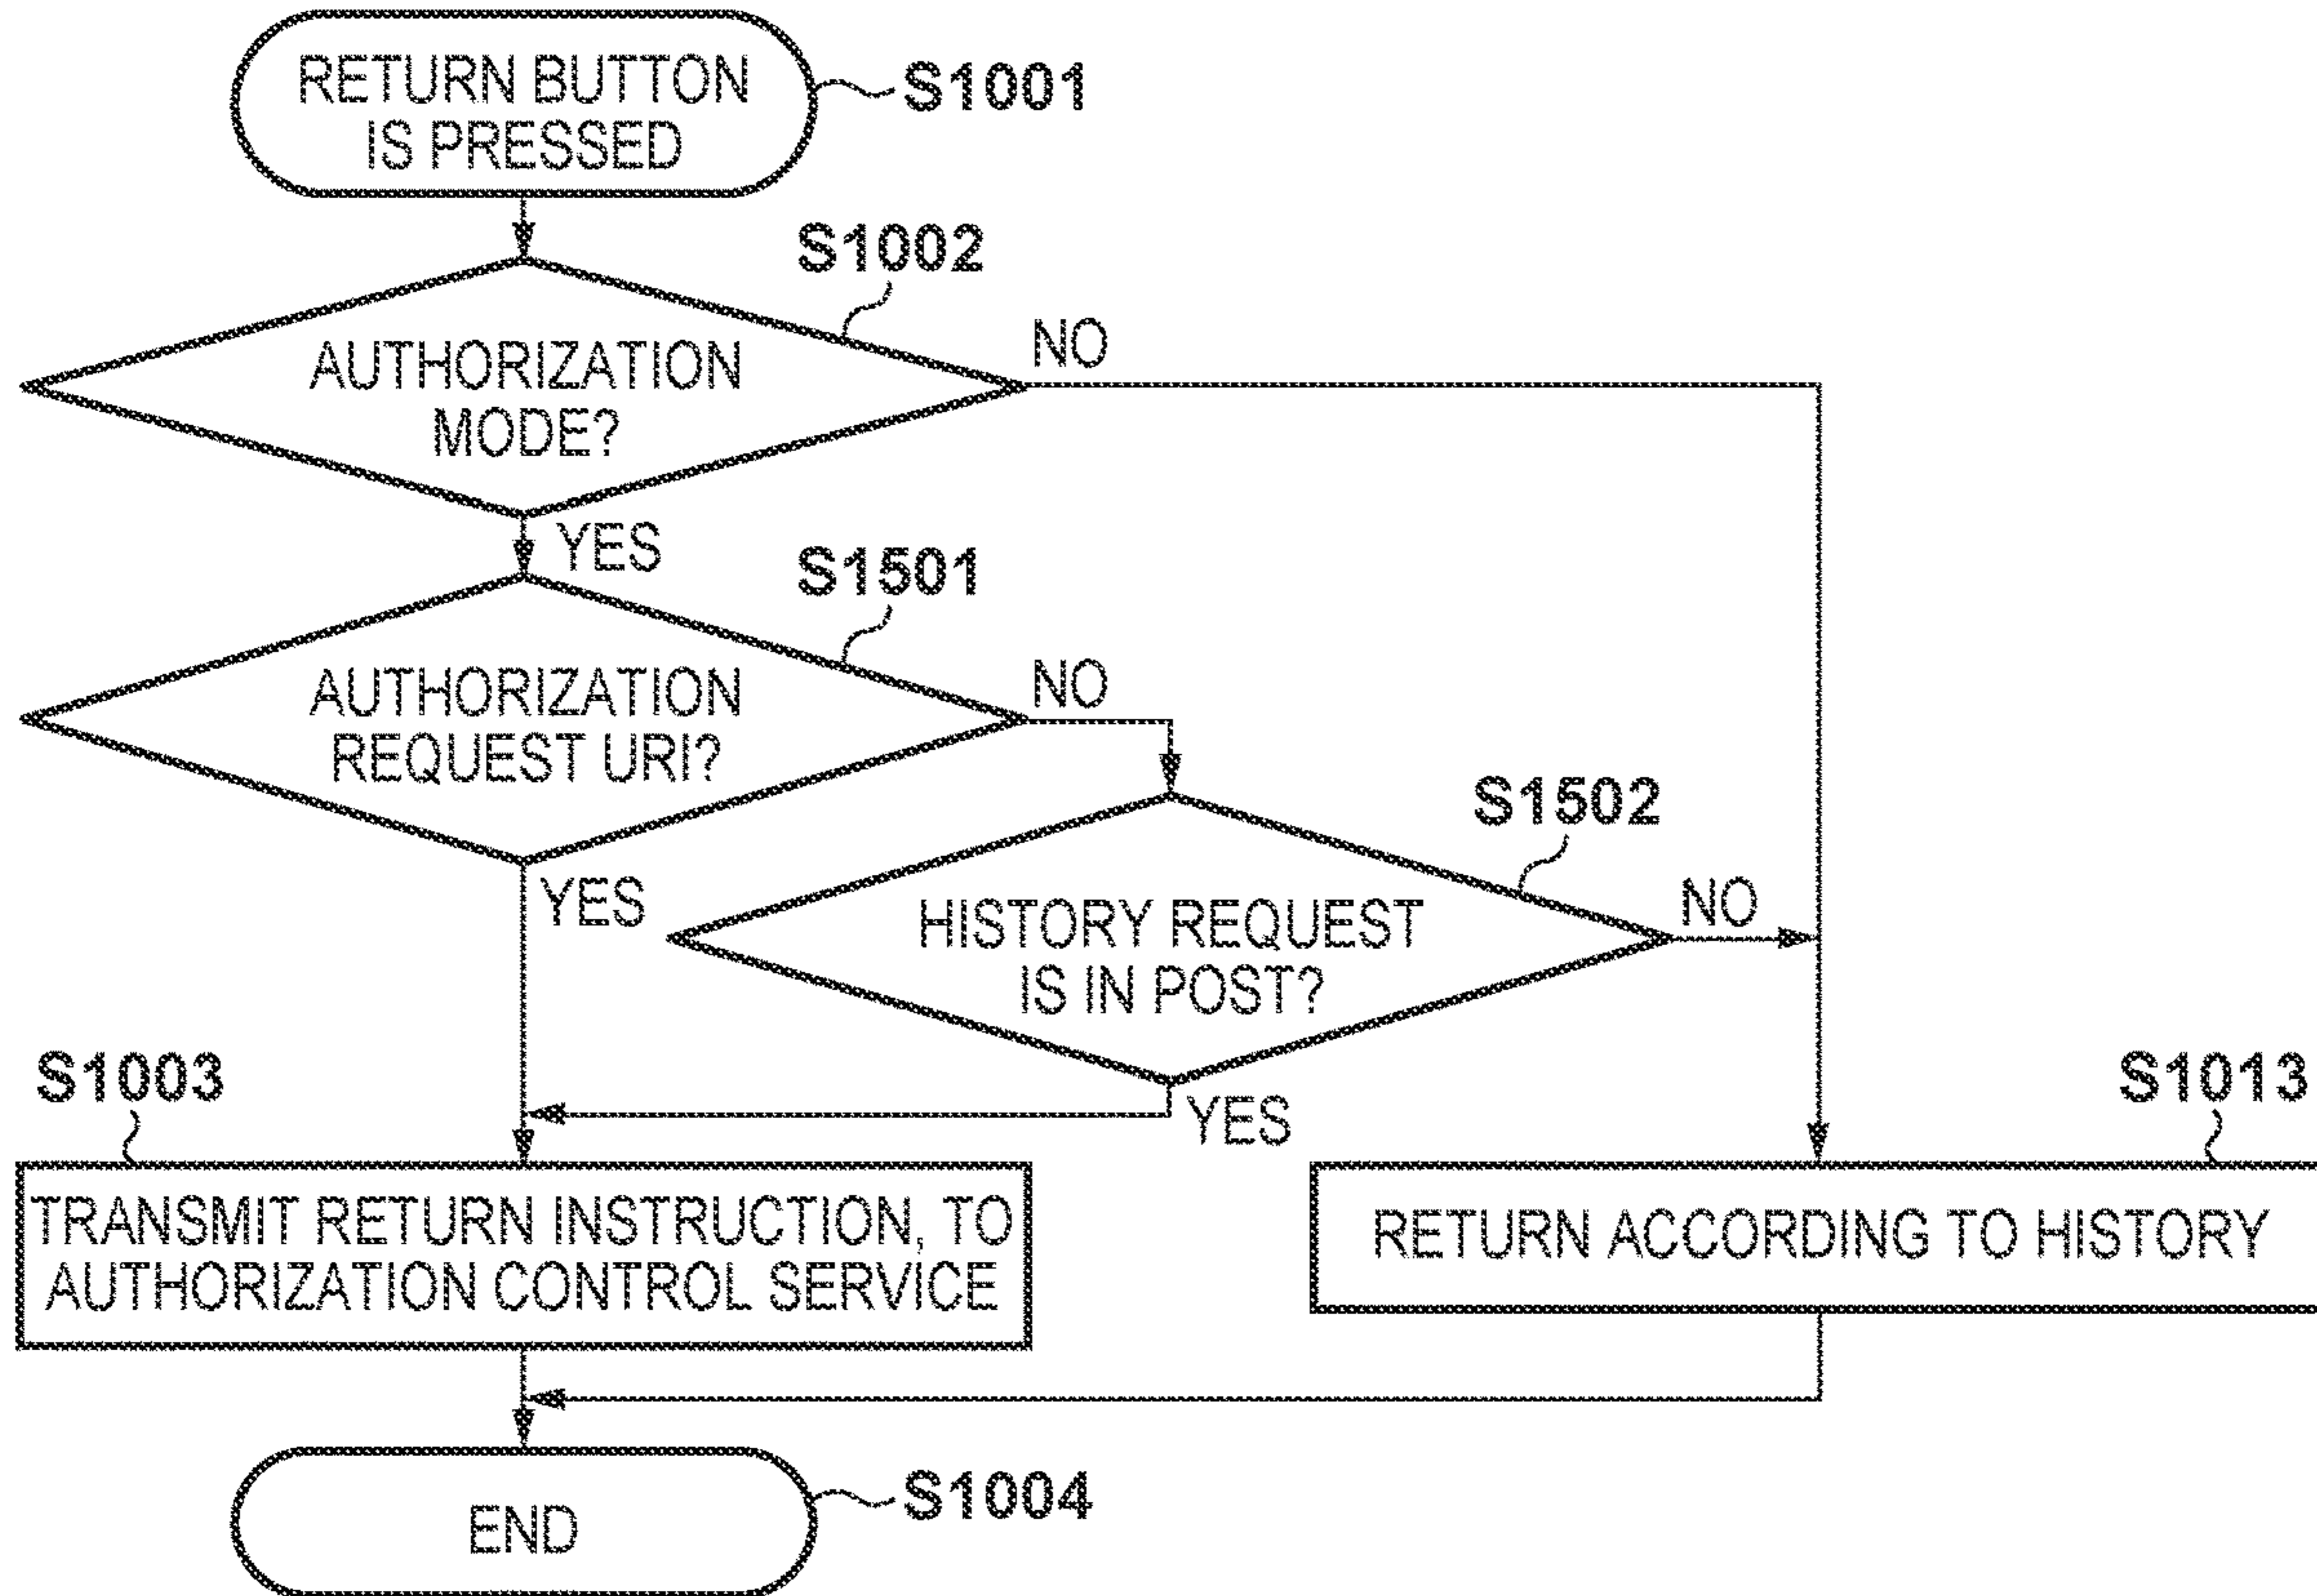 RETURN BUTTON
IS PRESSED
S1001
S1002
AUTHORIZATION
MODE?
NO
YES
S1501
AUTHORIZATION
REQUEST URI?
NO
YES
S1502
HISTORY REQUEST
IS IN POST?
NO
YES
S1003
TRANSMIT RETURN INSTRUCTION, TO
AUTHORIZATION CONTROL SERVICE
S1013
RETURN ACCORDING TO HISTORY
END
S1004